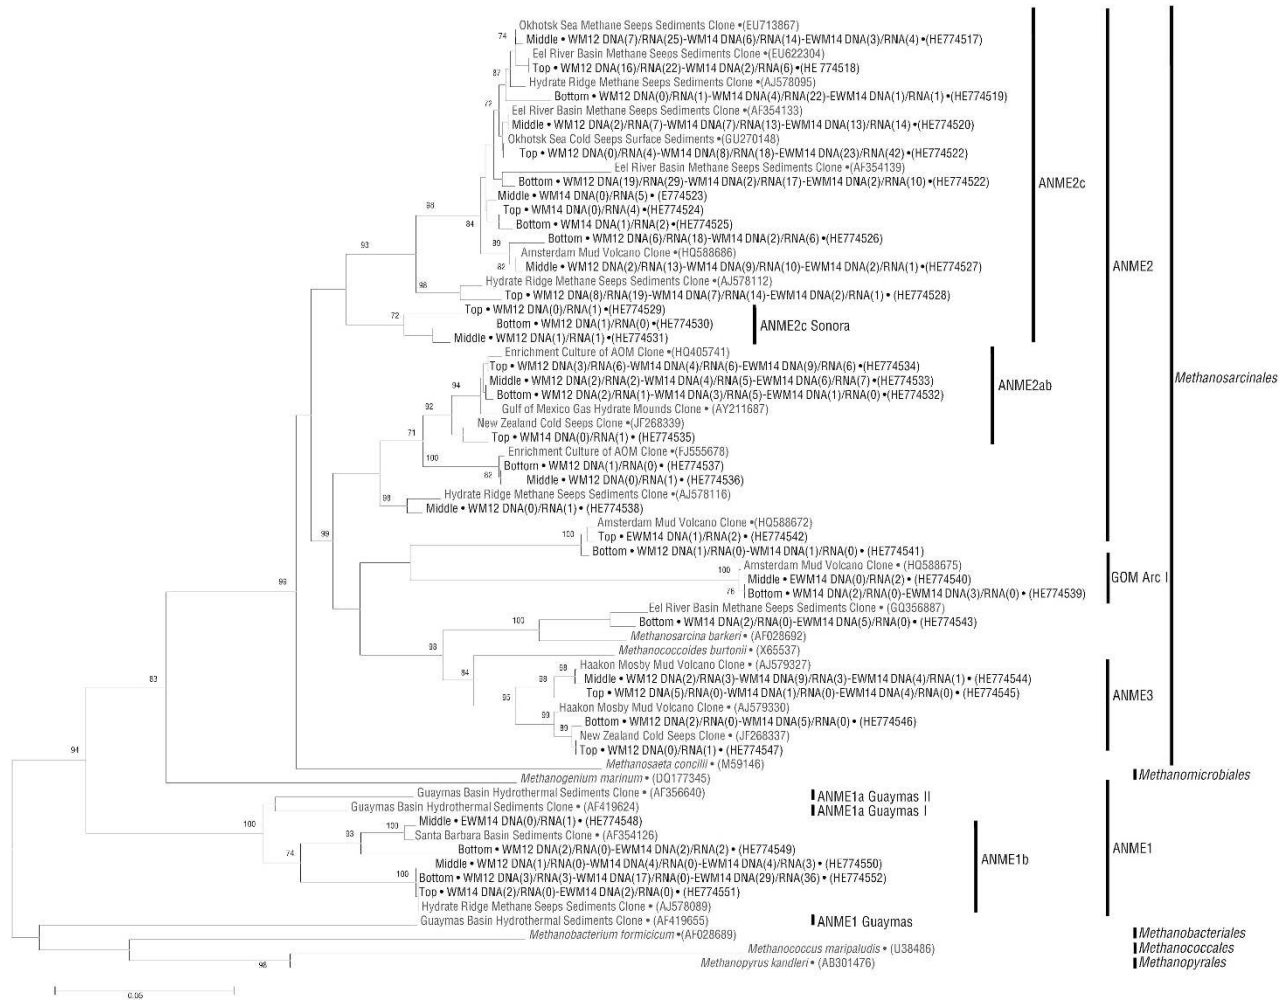 Okhotsk Sea Methane Seeps Sediments Clone •(EU713867)
74
Middle• WM12 DNA(7)/RNA(25)-WM14 DNA(6)/RNA(14)-EWM14 DNA(3)/RNA(4) •(HE774517)
Eel River Basin Methane Seeps Sediments Clone •(EU622304)
Top • WM12 DNA(16)/RNA(22)-WM14 DNA(2)/RNA(6) •(HE 774518)
87
Hydrate Ridge Methane Seeps Sediments Clone •(AJ578095)
Bottom • WM12 DNA(0)/RNA(1)-WM14 DNA(4)/RNA(22)-EWM14 DNA(1)/RNA(1) •(HE774519)
72
Eel River Basin Methane Seeps Sediments Clone •(AF354133)
Middle • WM12 DNA(2)/RNA(7)-WM14 DNA(7)/RNA(13)-EWM14 DNA(13)/RNA(14) •(HE774520)
Okhotsk Sea Cold Seeps Surface Sediments •(GU270148)
Top • WM12 DNA(0)/RNA(4)-WM14 DNA(8)/RNA(18)-EWM14 DNA(23)/RNA(42) •(HE774522)
Eel River Basin Methane Seeps Sediments Clone •(AF354139)
Bottom • WM12 DNA(19)/RNA(29)-WM14 DNA(2)/RNA(17)-EWM14 DNA(2)/RNA(10) •(HE774522)
ANME2c
Middle• WM14 DNA(0)/RNA(5) •(E774523)
98
Top • WM14 DNA(0)/RNA(4) •(HE774524)
84
Bottom • WM14 DNA(1)/RNA(2) •(HE774525)
Bottom • WM12 DNA(6)/RNA(18)-WM14 DNA(2)/RNA(6) •(HE774526)
93
89
Amsterdam Mud Volcano Clone •(HQ588686)
82
Middle • WM12 DNA(2)/RNA(13)-WM14 DNA(9)/RNA(10)-EWM14 DNA(2)/RNA(1) •(HE774527)
ANME2
Hydrate Ridge Methane Seeps Sediments Clone •(AJ578112)
98
Top • WM12 DNA(8)/RNA(19)-WM14 DNA(7)/RNA(14)-EWM14 DNA(2)/RNA(1) • (HE774528)
Top • WM12 DNA(0)/RNA(1) •(HE774529)
72
Bottom • WM12 DNA(1)/RNA(0) •(HE774530)
ANME2c Sonora
Middle • WM12 DNA(1)/RNA(1) •(HE774531)
Enrichment Culture of AOM Clone •(HQ405741)
Top • WM12 DNA(3)/RNA(6)-WM14 DNA(4)/RNA(6)-EWM14 DNA(9)/RNA(6) •(HE774534)
Methanosarcinales
94
Middle • WM12 DNA(2)/RNA(2)-WM14 DNA(4)/RNA(5)-EWM14 DNA(6)/RNA(7) •(HE774533)
ANME2ab
Bottom • WM12 DNA(2)/RNA(1)-WM14 DNA(3)/RNA(5)-EWM14 DNA(1)/RNA(0) •(HE774532)
92
Gulf of Mexico Gas Hydrate Mounds Clone • (AY211687)
New Zealand Cold Seeps Clone •(JF268339)
71
Top • WM14 DNA(0)/RNA(1) • (HE774535)
Enrichment Culture of AOM Clone •(FJ555678)
100
Bottom • WM12 DNA(1)/RNA(0) • (HE774537)
82
Middle • WM12 DNA(0)/RNA(1) • (HE774536)
Hydrate Ridge Methane Seeps Sediments Clone •(AJ578116)
Middle • WM12 DNA(0)/RNA(1) • (HE774538)
Amsterdam Mud Volcano Clone •(HQ588672)
99
100
Top • EWM14 DNA(1)/RNA(2) • (HE774542)
Bottom • WM12 DNA(1)/RNA(0)-WM14 DNA(1)/RNA(0) • (HE774541)
Amsterdam Mud Volcano Clone • (HQ588675)
100
Middle • EWM14 DNA(0)/RNA(2) • (HE774540)
GOM Arc I
76
Bottom • WM14 DNA(2)/RNA(0)-EWM14 DNA(3)/RNA(0) • (HE774539)
Eel River Basin Methane Seeps Sediments Clone • (GQ356887)
100
Bottom • WM14 DNA(2)/RNA(0)-EWM14 DNA(5)/RNA(0) • (HE774543)
Methanosarcina barkeri • (AF028692)
Methanococcoides burtonii • (X65537)
Haakon Mosby Mud Volcano Clone • (AJ579327)
84
98
98
Middle • WM12 DNA(2)/RNA(3)-WM14 DNA(9)/RNA(3)-EWM14 DNA(4)/RNA(1) • (HE774544)
83
Top • WM12 DNA(5)/RNA(0)-WM14 DNA(1)/RNA(0)-EWM14 DNA(4)/RNA(0) • (HE774545)
ANME3
95
Haakon Mosby Mud Volcano Clone • (AJ579330)
99
Bottom • WM12 DNA(2)/RNA(0)-WM14 DNA(5)/RNA(0) • (HE774546)
89
New Zealand Cold Seeps Clone • (JF268337)
Top • WM12 DNA(0)/RNA(1) • (HE774547)
94
Methanosaeta concilii • (M59146)
Methanogenium marinum • (DQ177345)
Methanomicrobiales
Guaymas Basin Hydrothermal Sediments Clone • (AF356640)
ANME1a Guaymas II
Guaymas Basin Hydrothermal Sediments Clone • (AF419624)
ANME1a Guaymas I
100
100
Middle • EWM14 DNA(0)/RNA(1) • (HE774548)
Santa Barbara Basin Sediments Clone • (AF354126)
Bottom • WM12 DNA(2)/RNA(0)-EWM14 DNA(2)/RNA(2) • (HE774549)
ANME1
74
Middle • WM12 DNA(1)/RNA(0)-WM14 DNA(4)/RNA(0)-EWM14 DNA(4)/RNA(3) • (HE774550)
ANME1b
100
Bottom • WM12 DNA(3)/RNA(3)-WM14 DNA(17)/RNA(0)-EWM14 DNA(29)/RNA(36) • (HE774552)
Top • WM14 DNA(2)/RNA(0)-EWM14 DNA(2)/RNA(0) • (HE774551)
Hydrate Ridge Methane Seeps Sediments Clone • (AJ578089)
Guaymas Basin Hydrothermal Sediments Clone • (AF419655)
ANME1 Guaymas
Methanobacterium formicicum •(AF028689)
Methanobacteriales
Methanococcus maripaludis • (U38486)
Methanococcales
Methanopyrus kandleri • (AB301476)
Methanopyrales
98
0.05